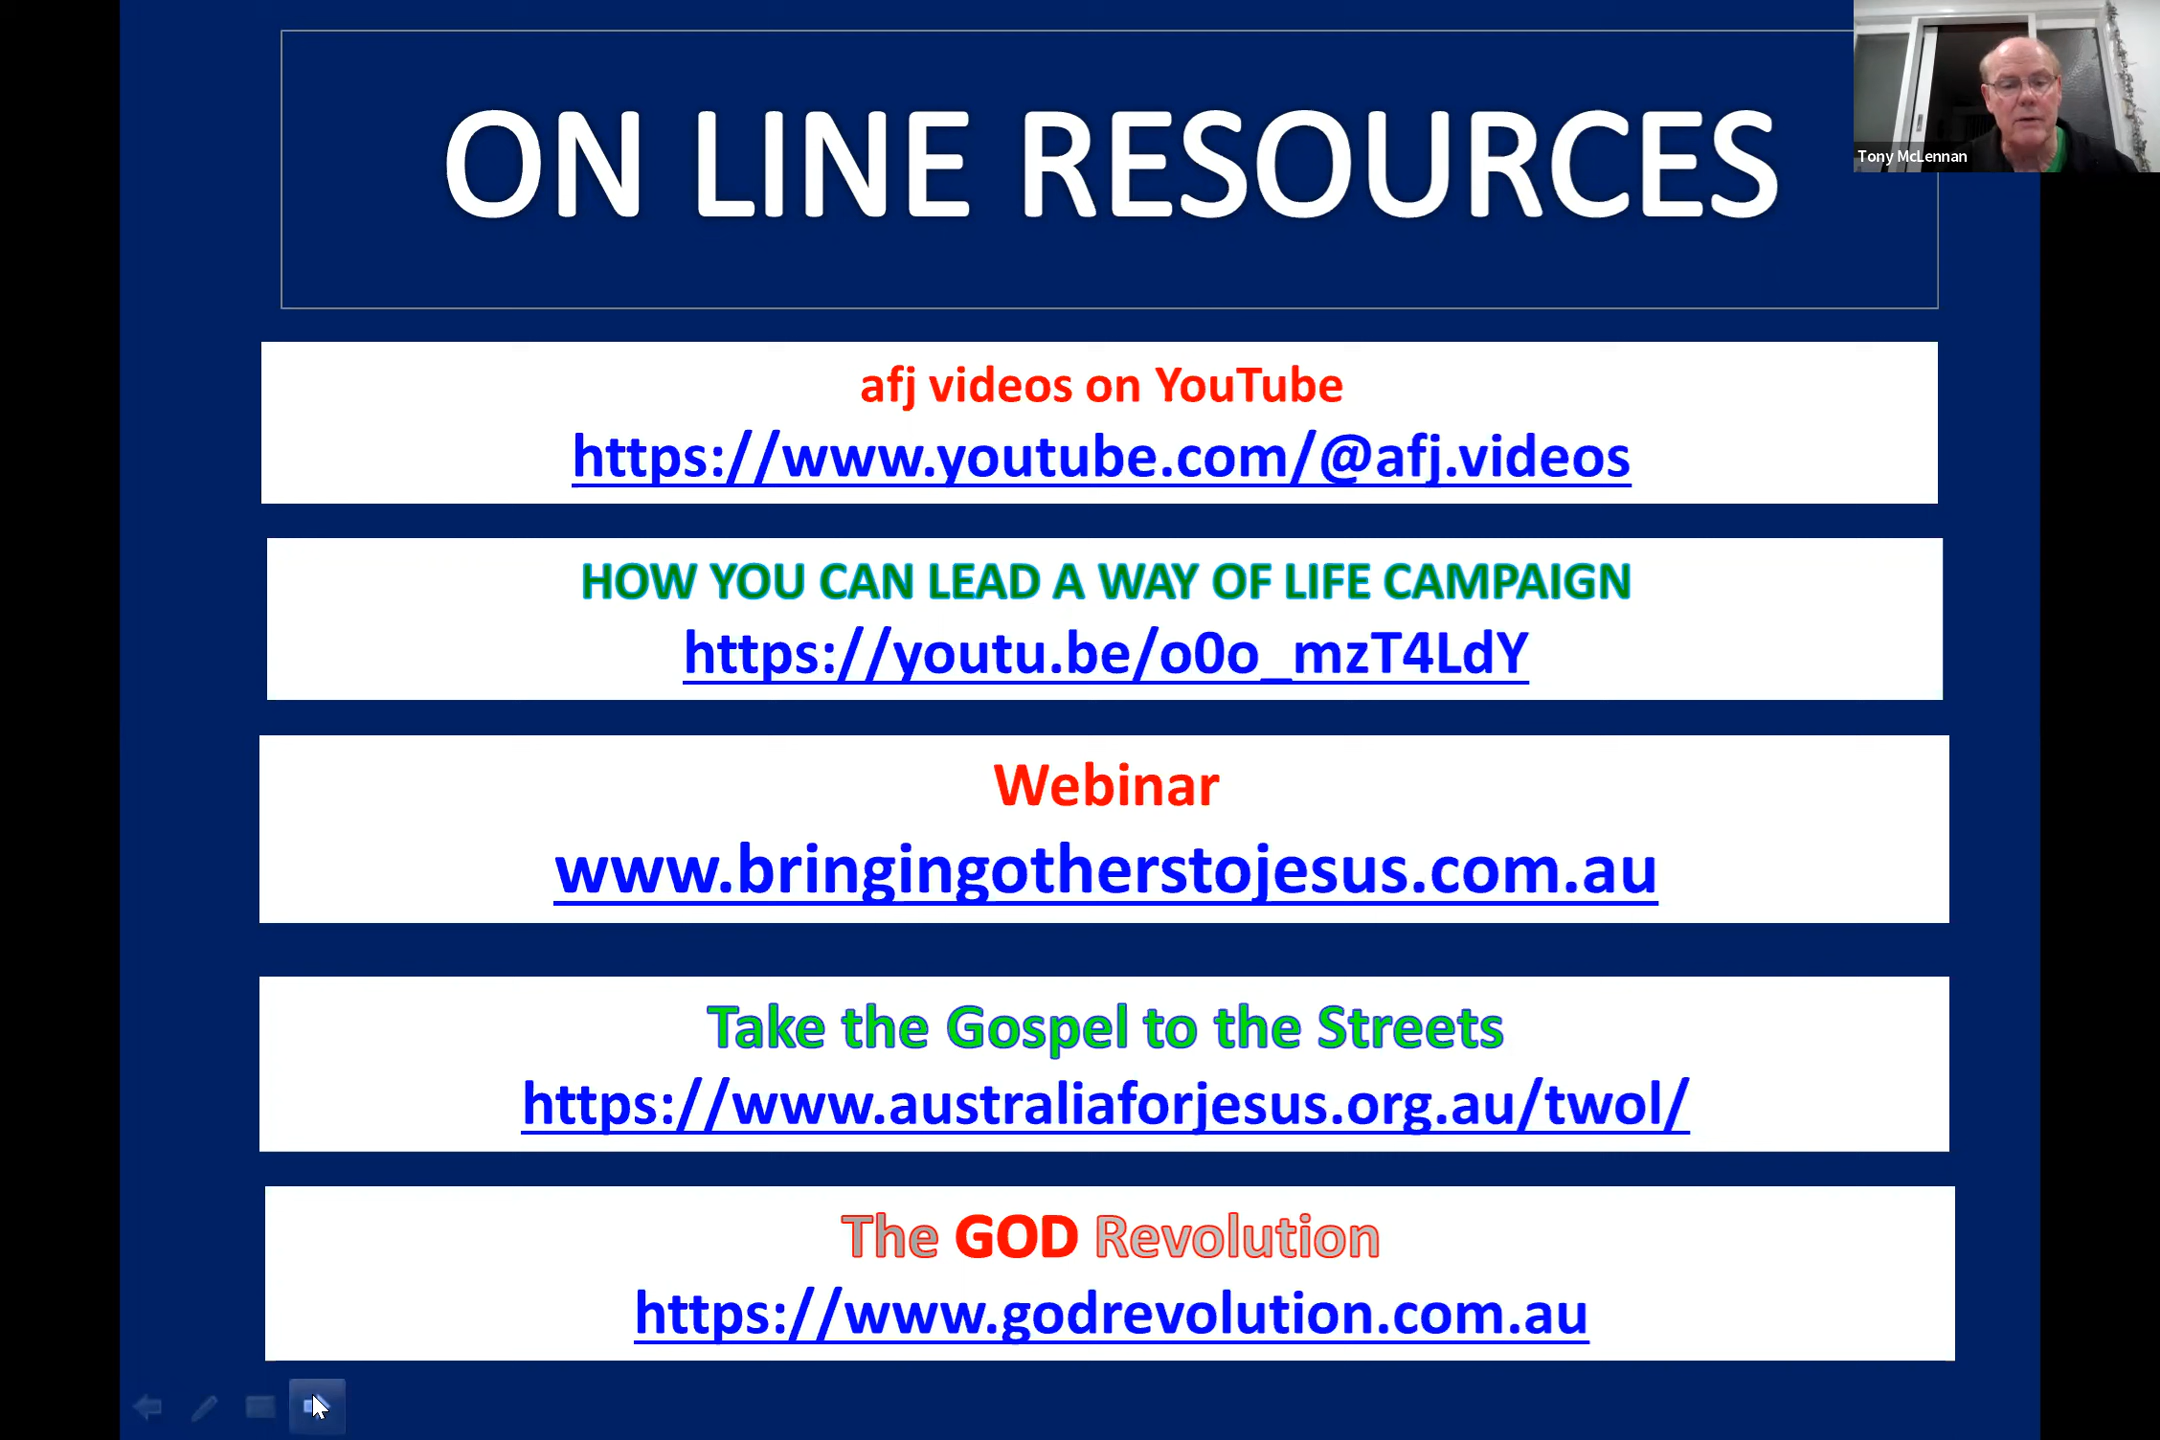 ON LINE RESOURCES
Tony McLennan
afj videos on YouTube
https://www.youtube.com/@afj.videos
HOW YOU CAN LEAD A WAY OF LIFE CAMPAIGN
https://youtu.be/o0o_mzT4LdY
Webinar
www.bringingotherstojesus.com.au
Take the Gospel to the Streets
https://www.australiaforjesus.org.au/twol/
The GOD Revolution
https://www.godrevolution.com.au